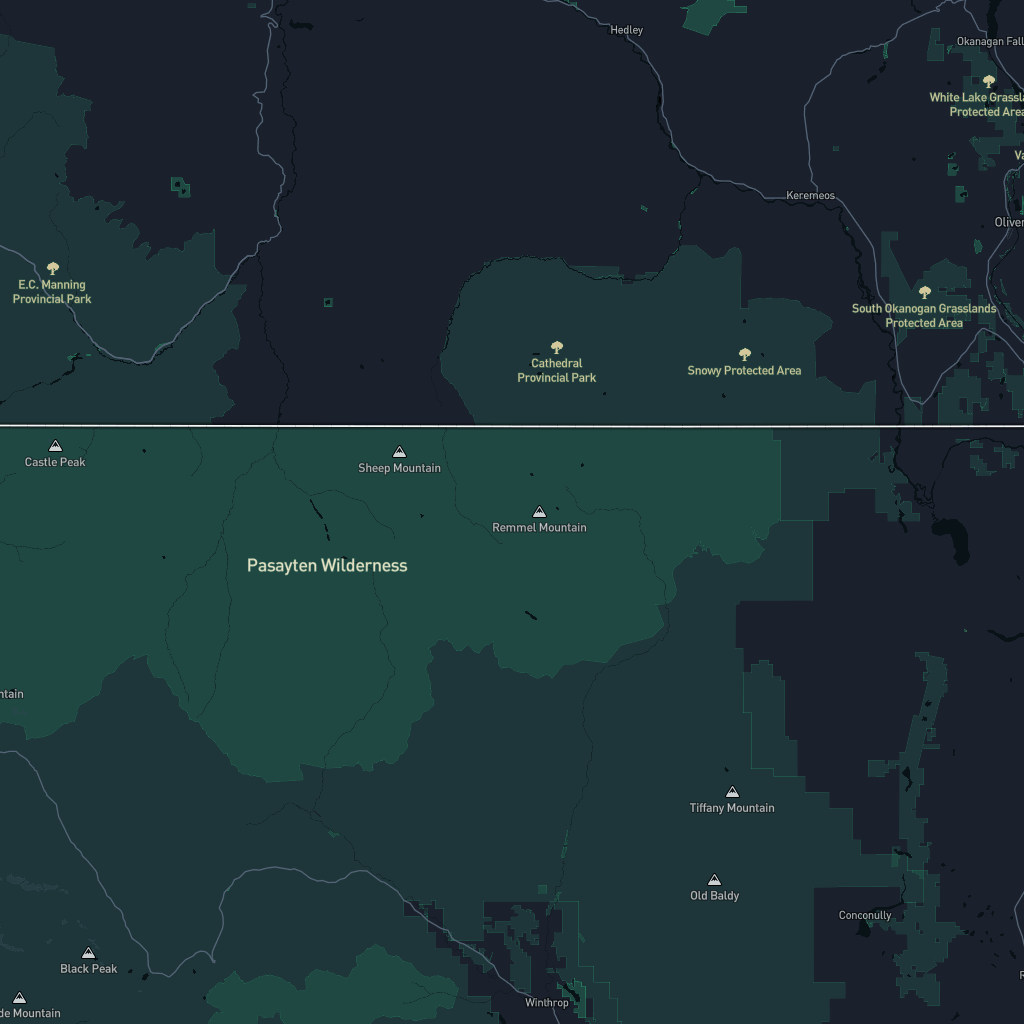 Hedley
Okanagan Fall
White Lake Grassla
Protected Area
Va
Keremeos
Oliver
E.C. Manning
Provincial Park
South Okanogan Grasslands
Protected Area
Cathedral
Provincial Park
Snowy Protected Area
Castle Peak
Sheep Mountain
Remmel Mountain
Pasayten Wilderness
ntain
Tiffany Mountain
Old Baldy
Conconully
Black Peak
R
Winthrop
de Mountain